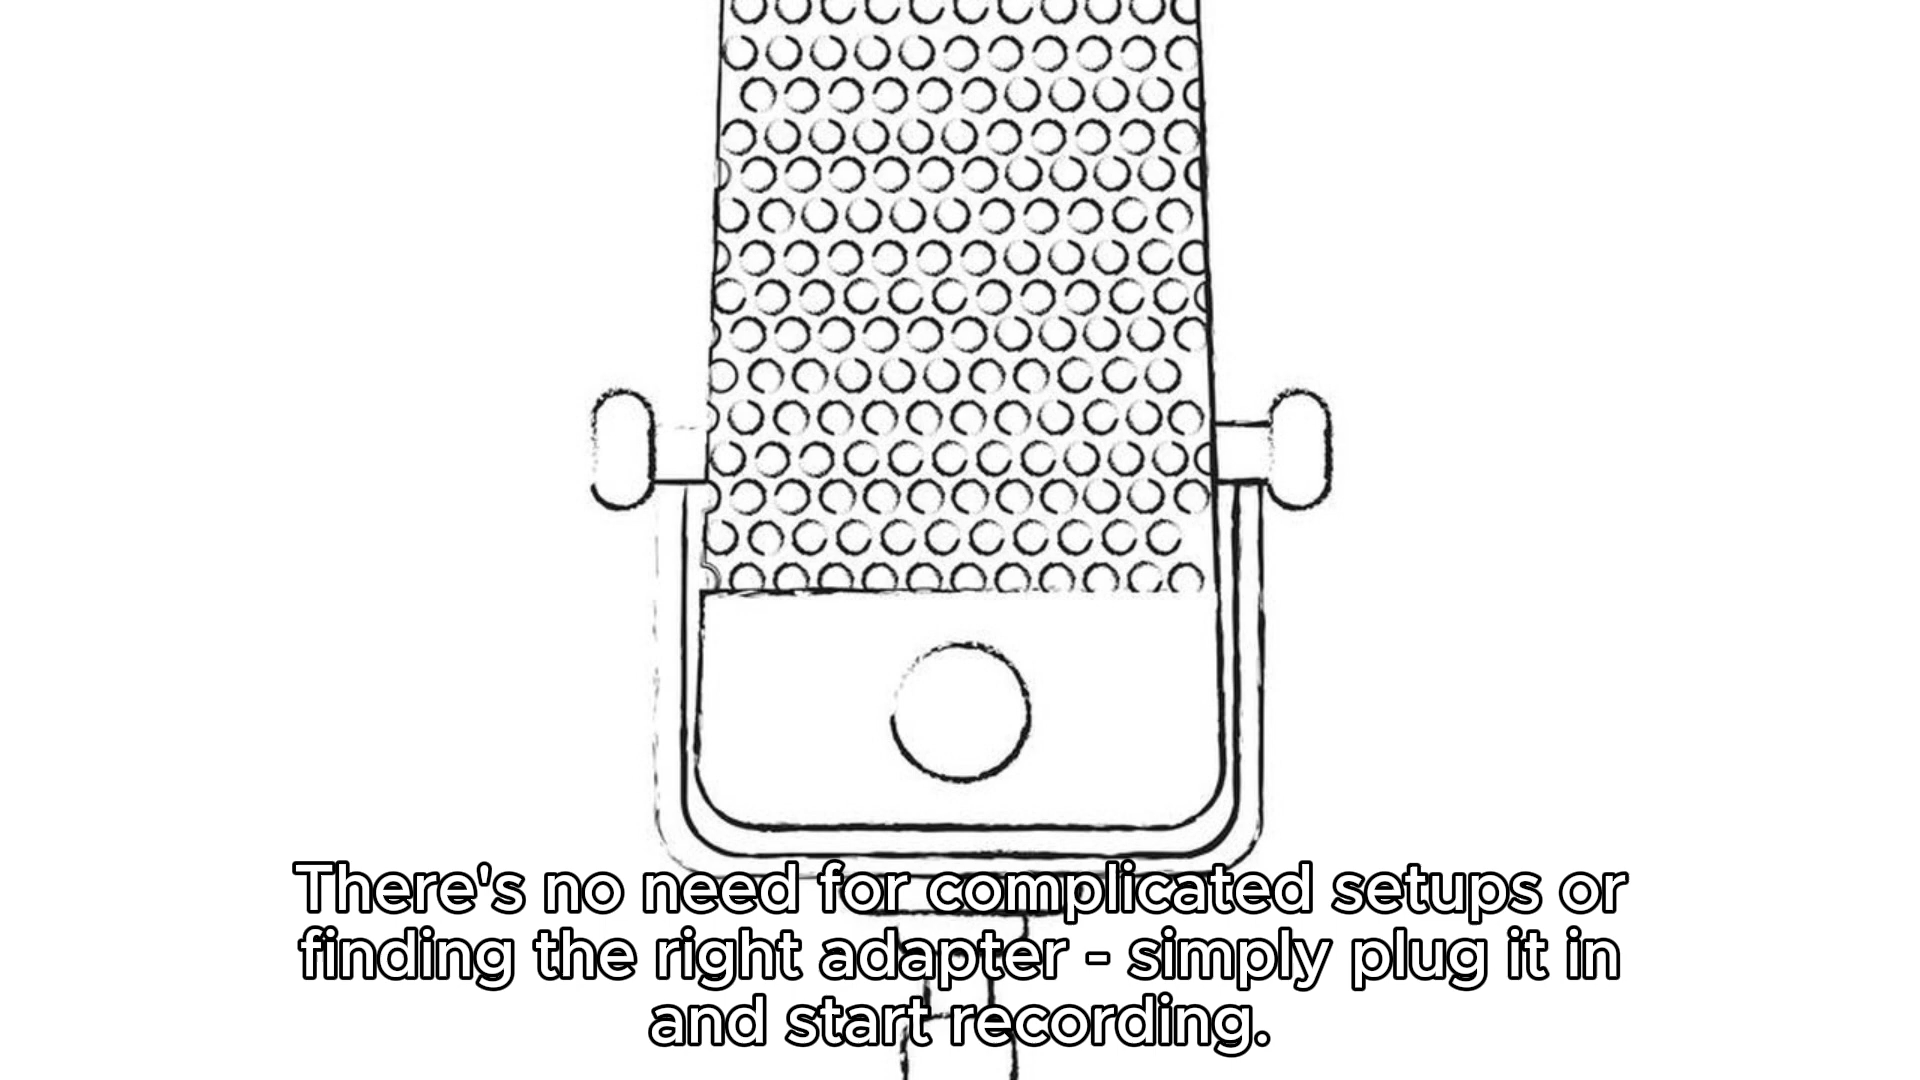 There's no need for complicated setups or
finding the right adapter - simply plug it in
and start recording.